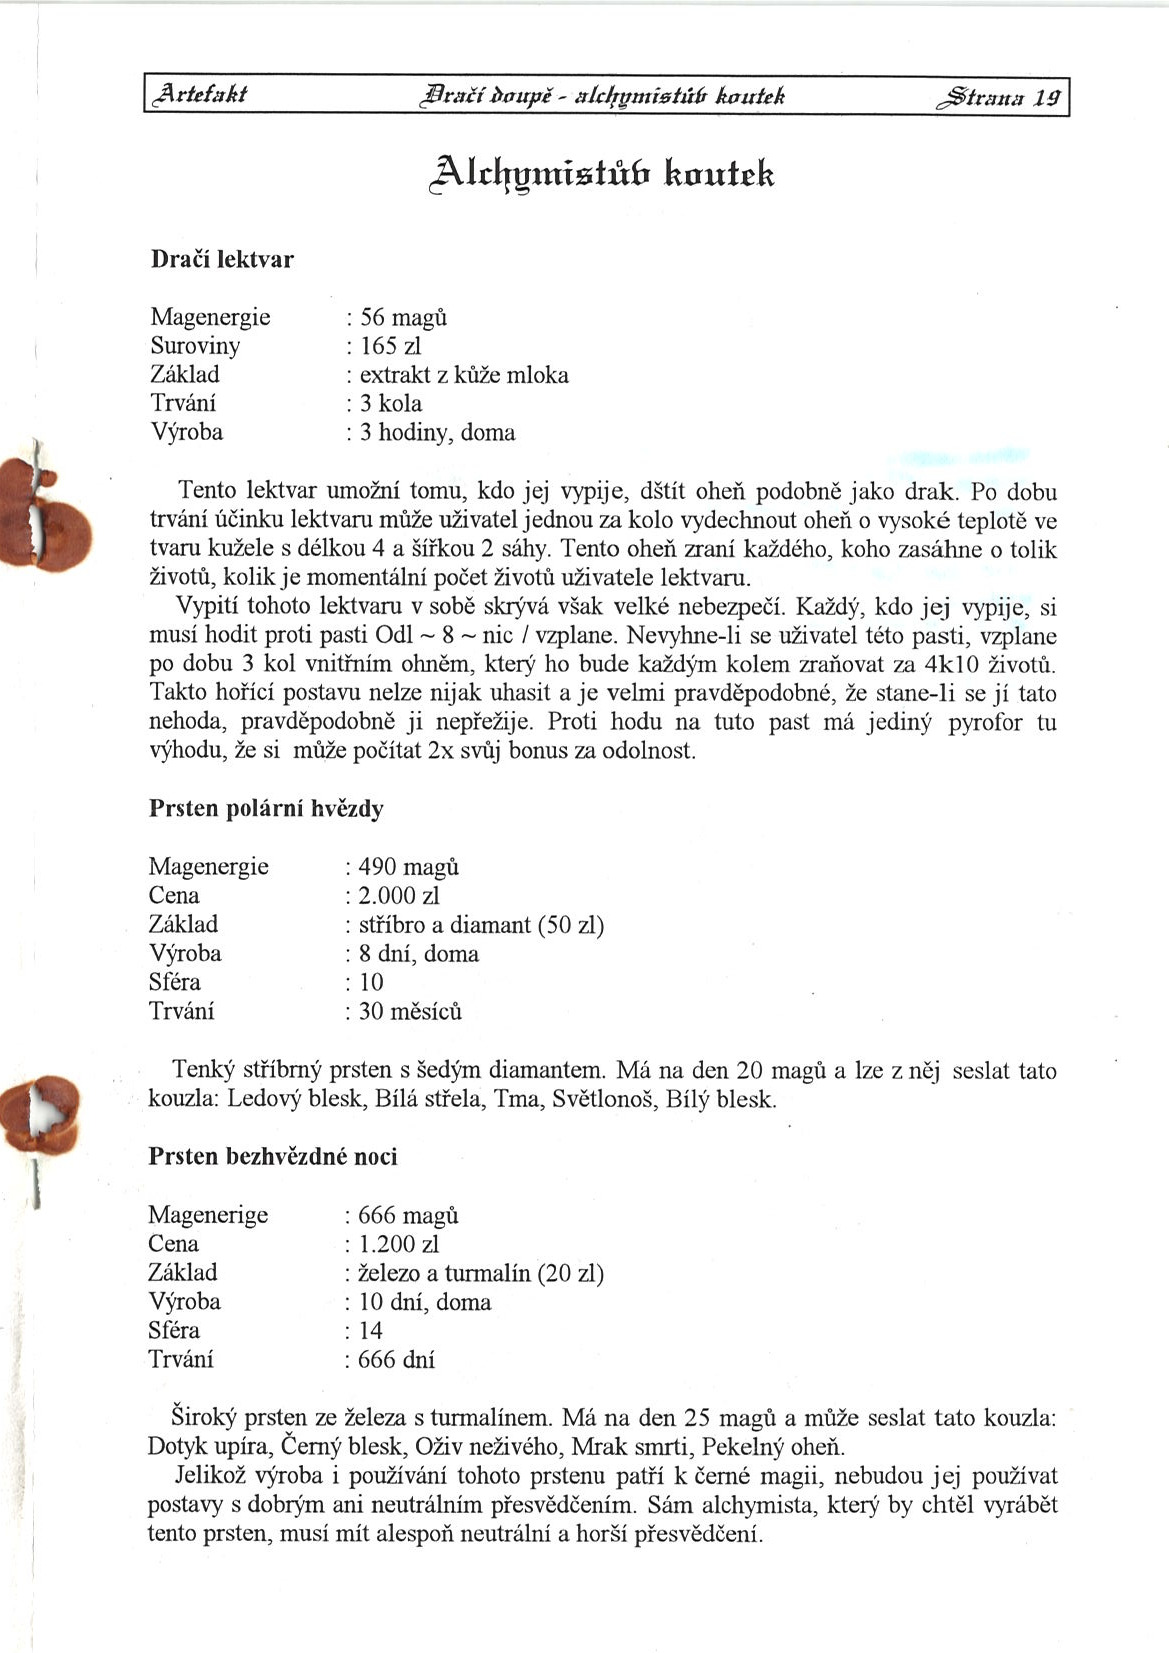 Artefakt Dračí doupě - alchymistův koutek Strana 19
Alchymistův koutek
Dračí lektvar
Magenergie : 56 magů
Suroviny : 165 zl
Základ : extrakt z kůže mloka
Trvání : 3 kola
Výroba : 3 hodiny, doma
Tento lektvar umožní tomu, kdo jej vypije, dštít oheň podobně jako drak. Po dobu
trvání účinku lektvaru může uživatel jednou za kolo vydechnout oheň o vysoké teplotě ve
tvaru kužele s délkou 4 a šířkou 2 sáhy. Tento oheň zraní každého, koho zasáhne o tolik
životů, kolik je momentální počet životů uživatele lektvaru.
Vypití tohoto lektvaru v sobě skrývá však velké nebezpečí. Každý, kdo jej vypije, si
musí hodit proti pasti Odl ~ 8 ~ nic / vzplane. Nevyhne-li se uživatel této pasti, vzplane
po dobu 3 kol vnitřním ohněm, který ho bude každým kolem zraňovat za 4k10 životů.
Takto hořící postavu nelze nijak uhasit a je velmi pravděpodobné, že stane-li se jí tato
nehoda, pravděpodobně ji nepřežije. Proti hodu na tuto past má jediný pyrofor tu
výhodu, že si může počítat 2x svůj bonus za odolnost.
Prsten polární hvězdy
Magenergie : 490 magů
Cena : 2.000 zl
Základ : stříbro a diamant (50 zl)
Výroba : 8 dní, doma
Sféra : 10
Trvání : 30 měsíců
Tenký stříbrný prsten s šedým diamantem. Má na den 20 magů a lze z něj seslat tato
kouzla: Ledový blesk, Bílá střela, Tma, Světlonoš, Bílý blesk.
Prsten bezhvězdné noci
Magenerige : 666 magů
Cena : 1.200 zl
Základ : železo a turmalín (20 zl)
Výroba : 10 dní, doma
Sféra : 14
Trvání : 666 dní
Široký prsten ze železa s turmalínem. Má na den 25 magů a může seslat tato kouzla:
Dotyk upíra, Černý blesk, Oživ neživého, Mrak smrti, Pekelný oheň.
Jelikož výroba i používání tohoto prstenu patří k černé magii, nebudou jej používat
postavy s dobrým ani neutrálním přesvědčením. Sám alchymista, který by chtěl vyrábět
tento prsten, musí mít alespoň neutrální a horší přesvědčení.